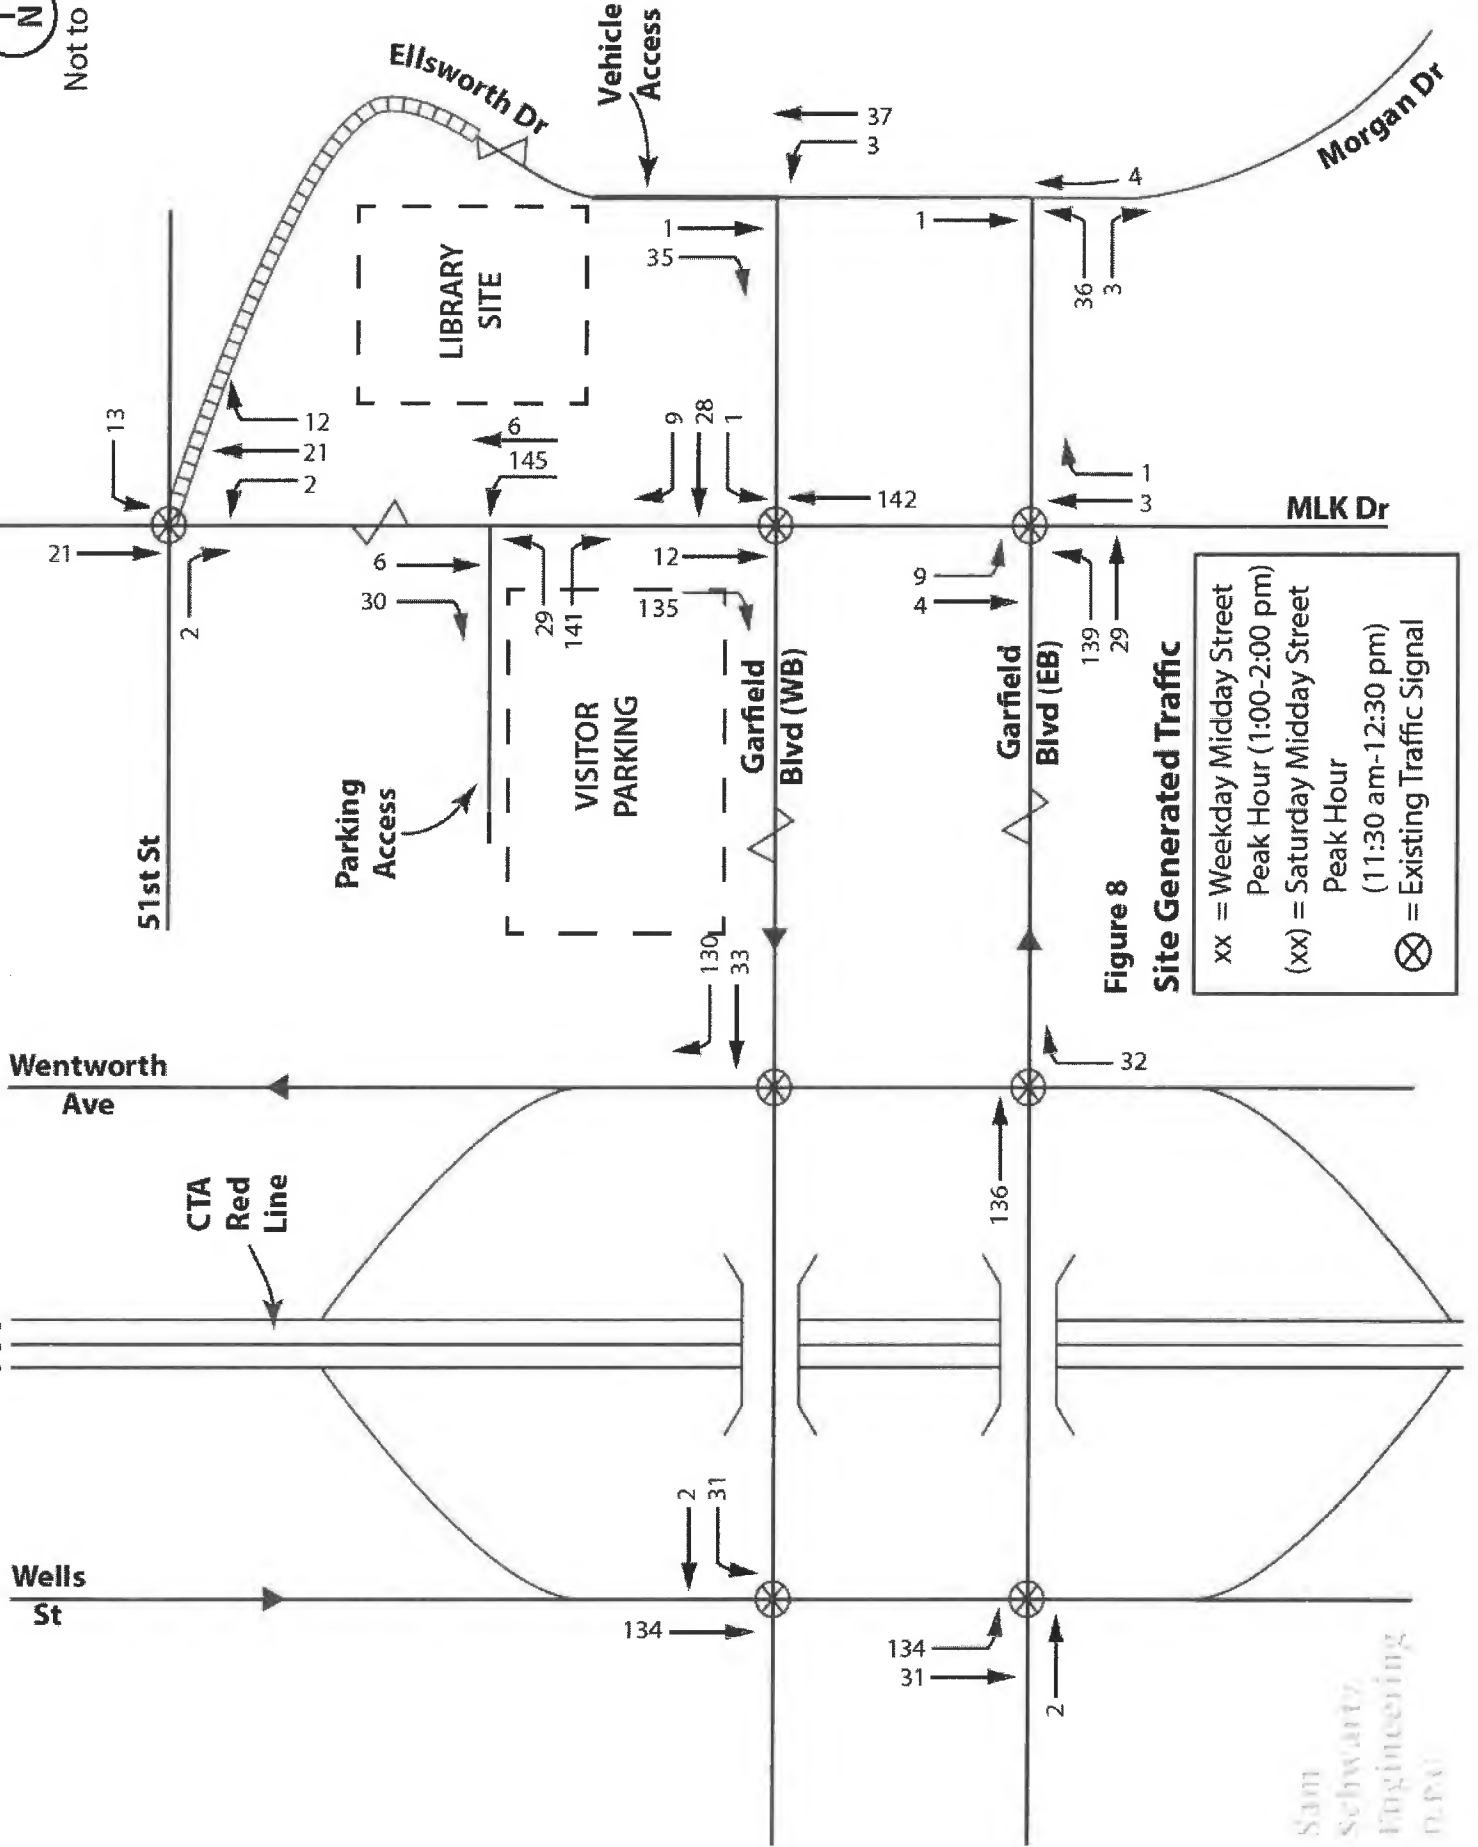 N
Not to
Ellsworth Dr
Vehicle
Access
37
3
4
Morgan Dr
1
35
1
36
3
LIBRARY
SITE
13
12
21
2
6
145
9
28
1
142
1
3
MLK Dr
21
2
6
30
29
141
12
135
9
4
139
29
51st St
Parking
Access
VISITOR
PARKING
Garfield
Blvd (WB)
Garfield
Blvd (EB)
Figure 8
Site Generated Traffic
xx = Weekday Midday Street
Peak Hour (1:00-2:00 pm)
(xx) = Saturday Midday Street
Peak Hour
(11:30 am-12:30 pm)
= Existing Traffic Signal
130
33
Wentworth
Ave
32
136
CTA
Red
Line
2
31
Wells
St
134
134
31
2
Sam
Schwartz
Engineering